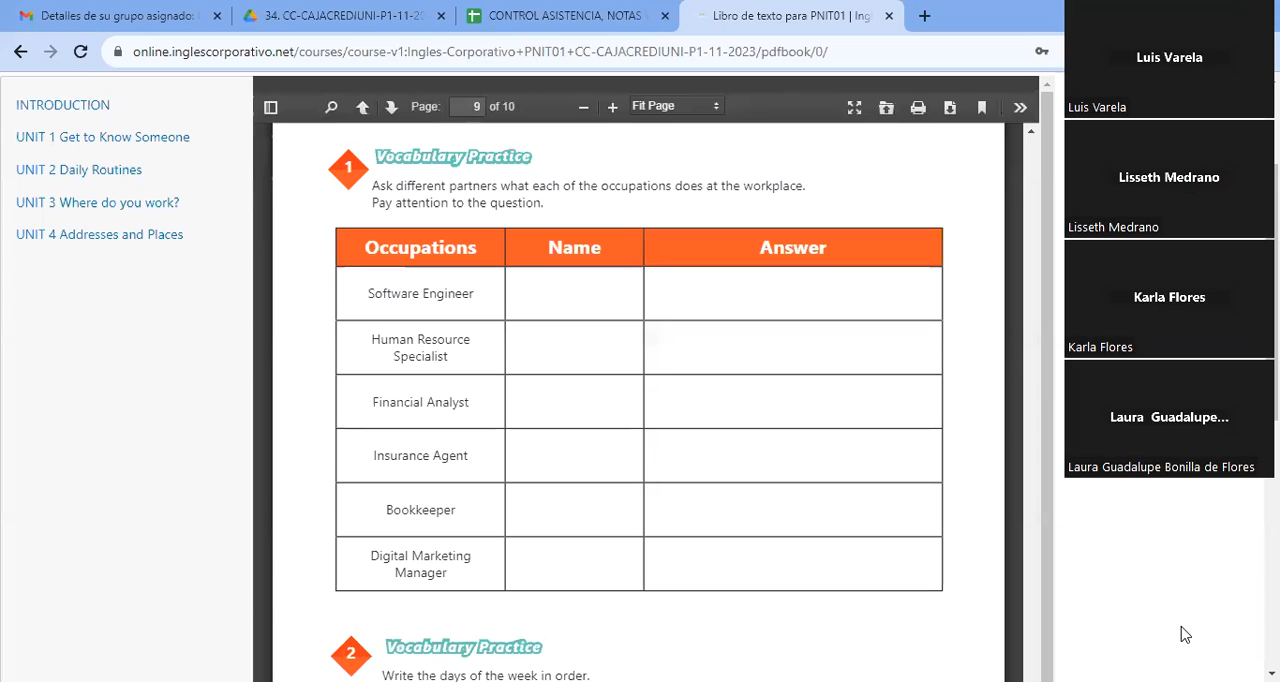 Detalles de su grupo asignado:
34. CC-CAJACREDIUNI-P1-11-2
CONTROL ASISTENCIA, NOTAS
Libro de texto para PNIT01 | Ing
online.inglescorporativo.net/courses/course-v1:Ingles-Corporativo+PNIT01+CC-CAJACREDIUNI-P1-11-2023/pdfbook/0/
INTRODUCTION
UNIT 1 Get to Know Someone
UNIT 2 Daily Routines
UNIT 3 Where do you work?
UNIT 4 Addresses and Places
Page: 9 of 10
Fit Page
1 Vocabulary Practice
Ask different partners what each of the occupations does at the workplace.
Pay attention to the question.
Occupations Name Answer
Software Engineer
Human Resource
Specialist
Financial Analyst
Insurance Agent
Bookkeeper
Digital Marketing
Manager
2 Vocabulary Practice
Write the days of the week in order.
Luis Varela
Luis Varela
Lisseth Medrano
Lisseth Medrano
Karla Flores
Karla Flores
Laura Guadalupe...
Laura Guadalupe Bonilla de Flores